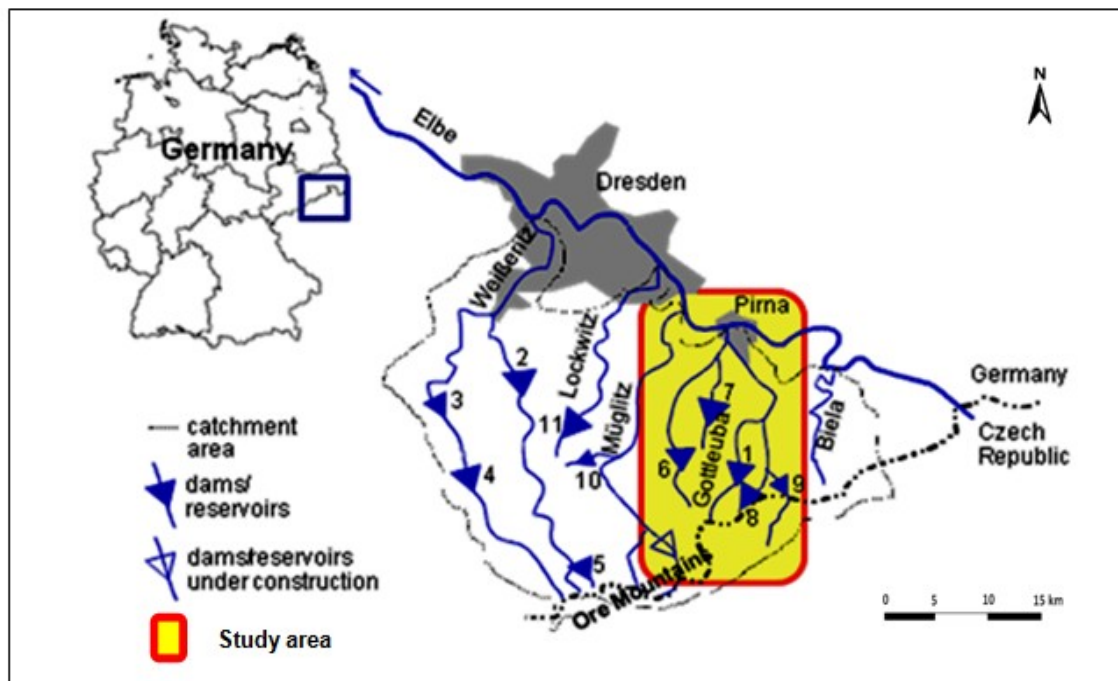 Germany
N
Elbe
Dresden
Weißeritz
Pirna
Lockwitz
Müglitz
Gottleuba
Biela
Germany
Czech
Republic
2
3
7
11
4
6
1
10
9
8
5
Ore Mountains
catchment
area
dams/
reservoirs
dams/reservoirs
under construction
Study area
0 5 10 15 km